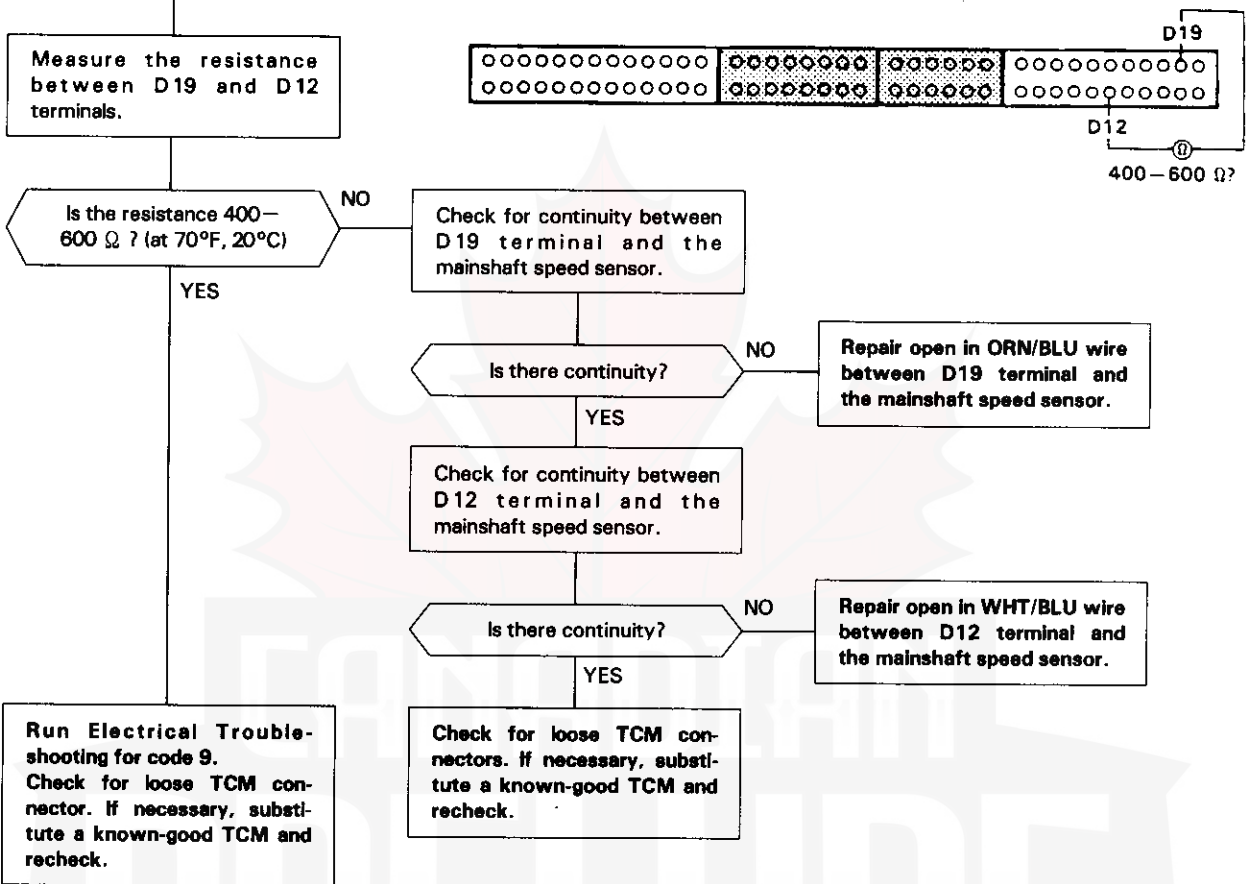 Measure the resistance
between D19 and D12
terminals.
D19
D12
Ω
400–600 Ω?
Is the resistance 400–
600 Ω ? (at 70°F, 20°C)
NO
YES
Check for continuity between
D19 terminal and the
mainshaft speed sensor.
Is there continuity?
NO
Repair open in ORN/BLU wire
between D19 terminal and
the mainshaft speed sensor.
YES
Check for continuity between
D12 terminal and the
mainshaft speed sensor.
Is there continuity?
NO
Repair open in WHT/BLU wire
between D12 terminal and
the mainshaft speed sensor.
YES
Run Electrical Trouble-
shooting for code 9.
Check for loose TCM con-
nector. If necessary, substi-
tute a known-good TCM and
recheck.
Check for loose TCM con-
nectors. If necessary, substi-
tute a known-good TCM and
recheck.
CANADIAN